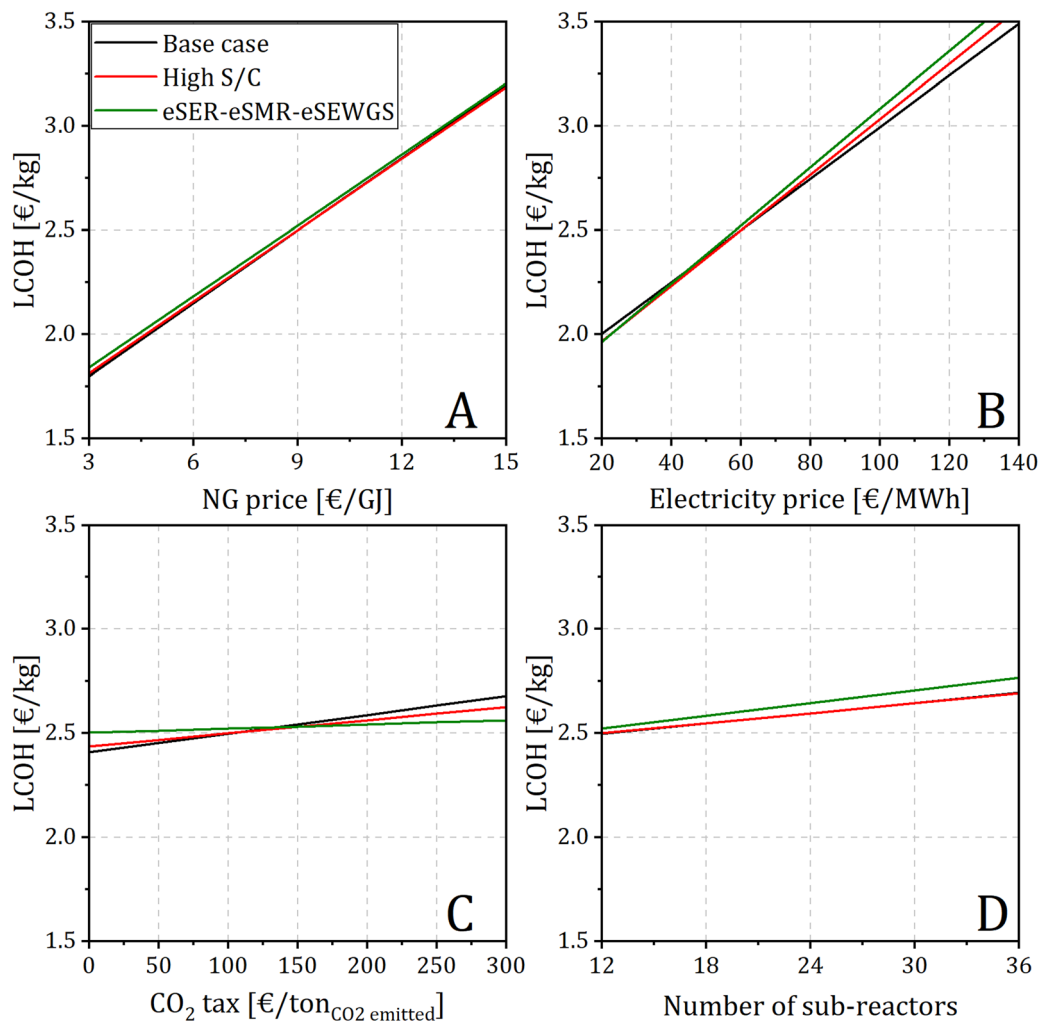 3.5
3.0
2.5
2.0
1.5
LCOH [€/kg]
Base case
High S/C
eSER-eSMR-eSEWGS
A
3 6 9 12 15
NG price [€/GJ]
3.5
3.0
2.5
2.0
1.5
LCOH [€/kg]
B
20 40 60 80 100 120 140
Electricity price [€/MWh]
3.5
3.0
2.5
2.0
1.5
LCOH [€/kg]
C
0 50 100 150 200 250 300
CO₂ tax [€/ton_CO2 emitted]
3.5
3.0
2.5
2.0
1.5
LCOH [€/kg]
D
12 18 24 30 36
Number of sub-reactors